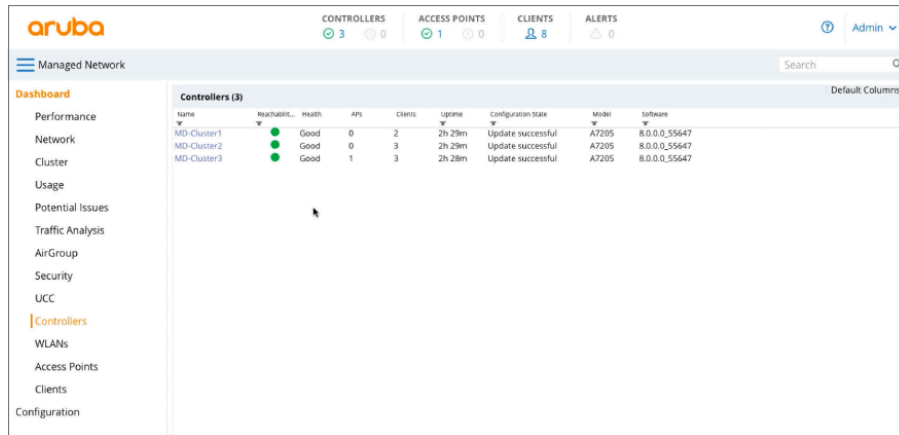 aruba
CONTROLLERS ACCESS POINTS CLIENTS ALERTS
3 0 1 0 8 0
? Admin
Managed Network
Search
Dashboard
Default Columns
Controllers (3)
Performance
Network
Cluster
Usage
Potential Issues
Traffic Analysis
AirGroup
Security
UCC
Controllers
WLANs
Access Points
Clients
Configuration
Name Reachabilit... Health APs Clients Uptime Configuration State Model Software
MD-Cluster1 Good 0 2 2h 29m Update successful A7205 8.0.0.0_55647
MD-Cluster2 Good 0 3 2h 29m Update successful A7205 8.0.0.0_55647
MD-Cluster3 Good 1 3 2h 28m Update successful A7205 8.0.0.0_55647